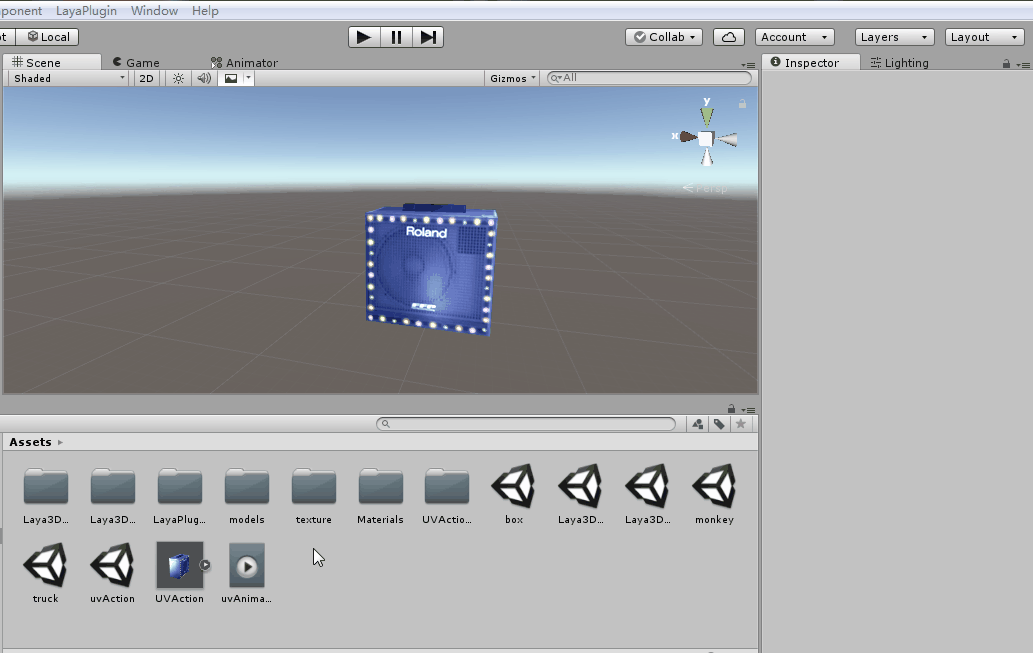 ponent LayaPlugin Window Help
ot Local Collab Account Layers Layout
Scene Game Animator Inspector Lighting
Shaded 2D Gizmos All
y
x
Persp
Roland
Assets
Laya3D... Laya3D... LayaPlug... models texture Materials UVActio... box Laya3D... Laya3D... monkey
truck uvAction UVAction uvAnima...